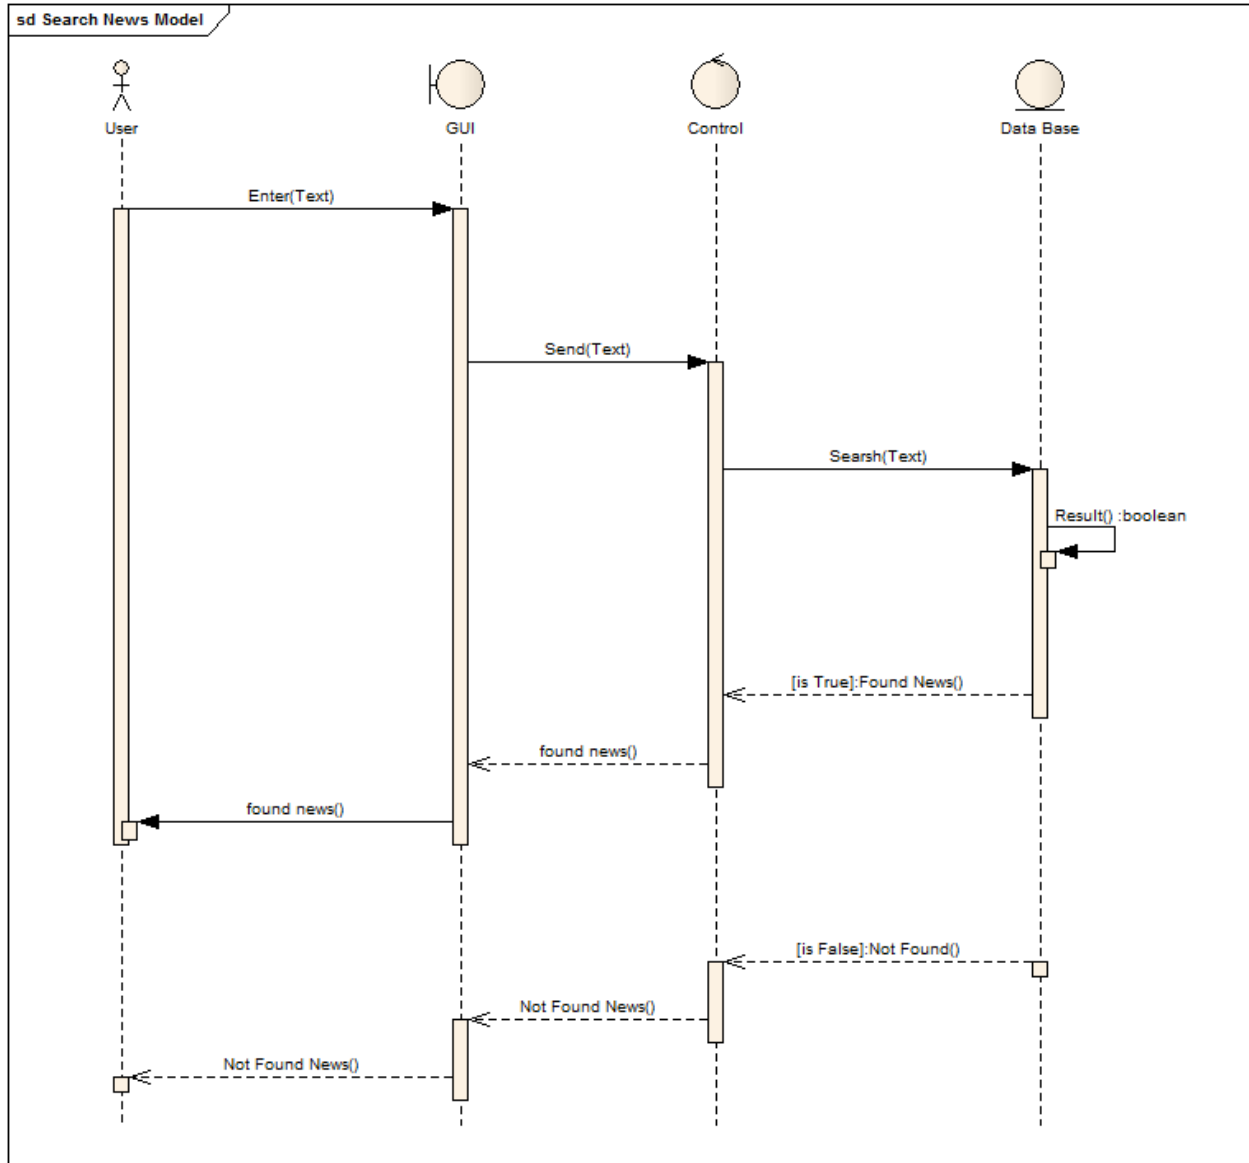 sd Search News Model
User
GUI
Control
Data Base
Enter(Text)
Send(Text)
Searsh(Text)
Result() :boolean
[is True]:Found News()
found news()
found news()
[is False]:Not Found()
Not Found News()
Not Found News()